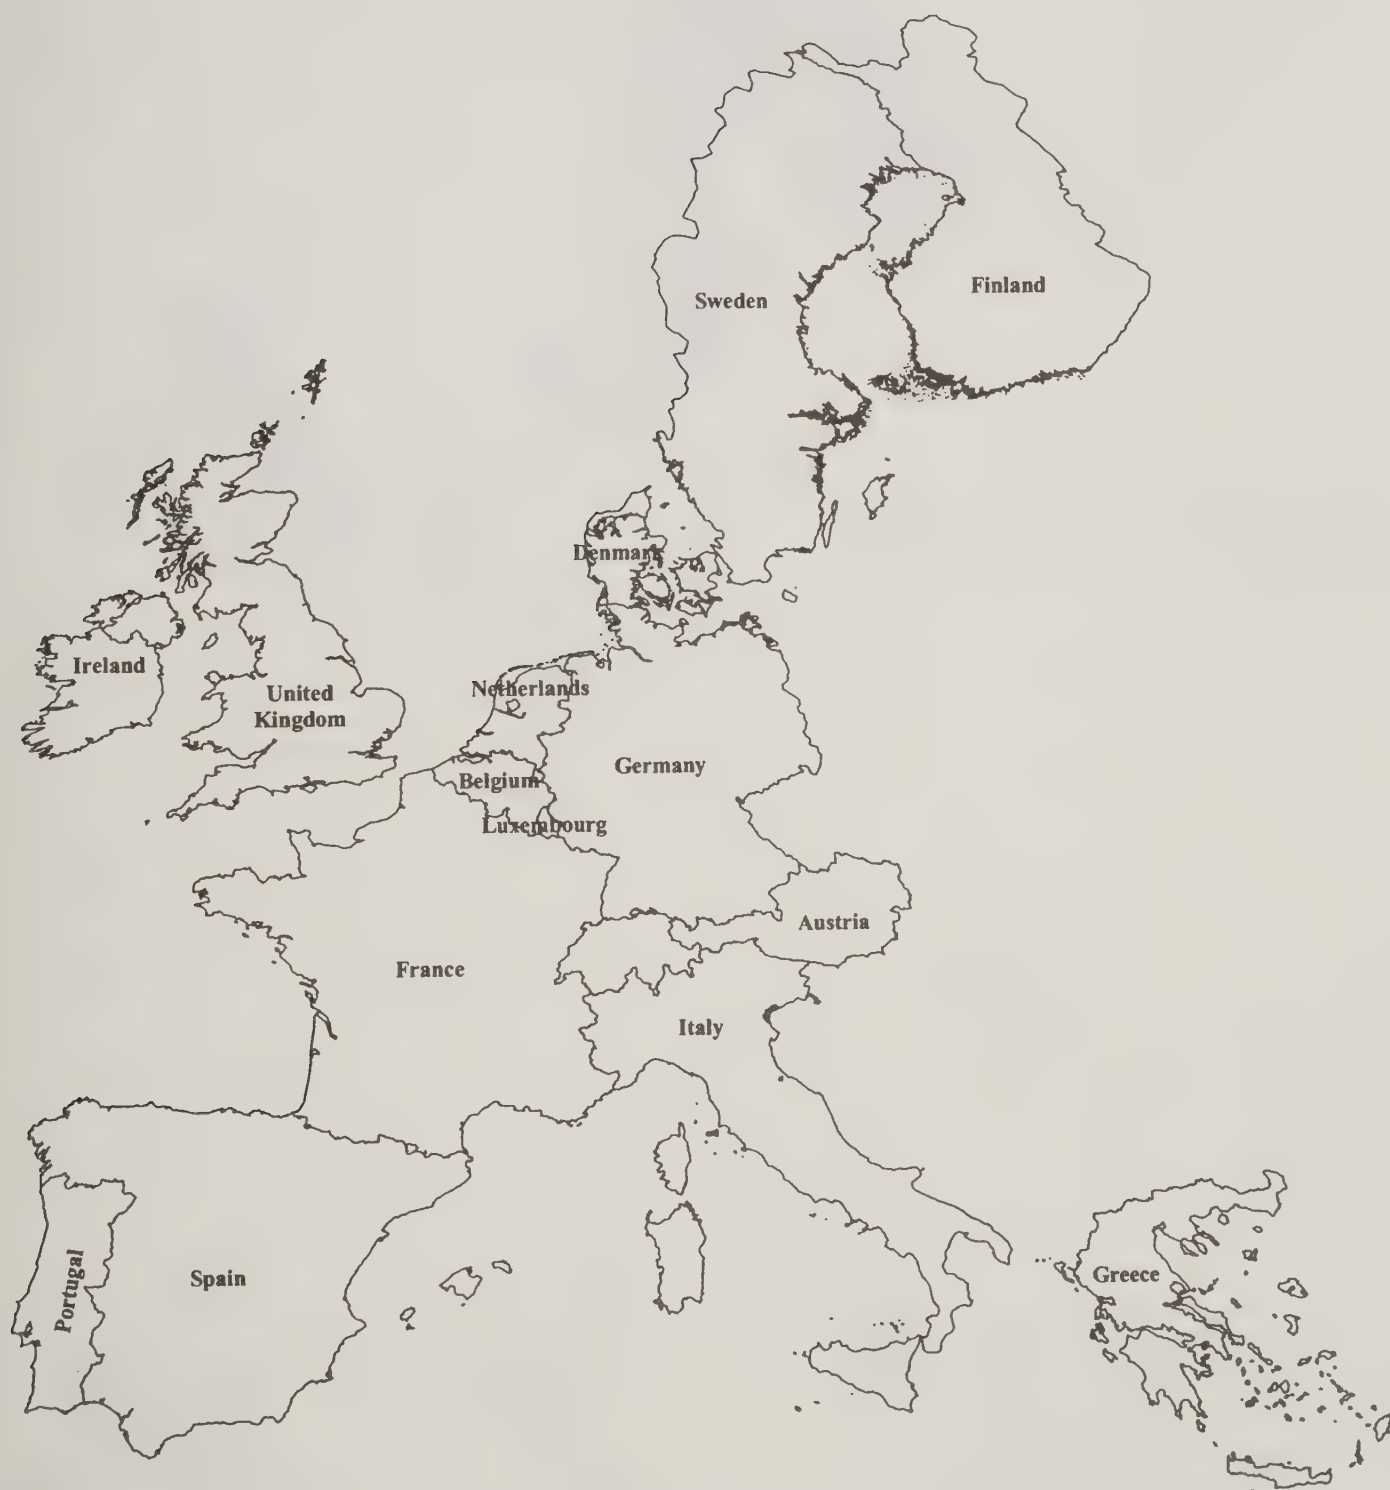 Finland
Sweden
Denmark
Ireland
Netherlands
United
Kingdom
Germany
Belgium
Luxembourg
Austria
France
Italy
Greece
Spain
Portugal